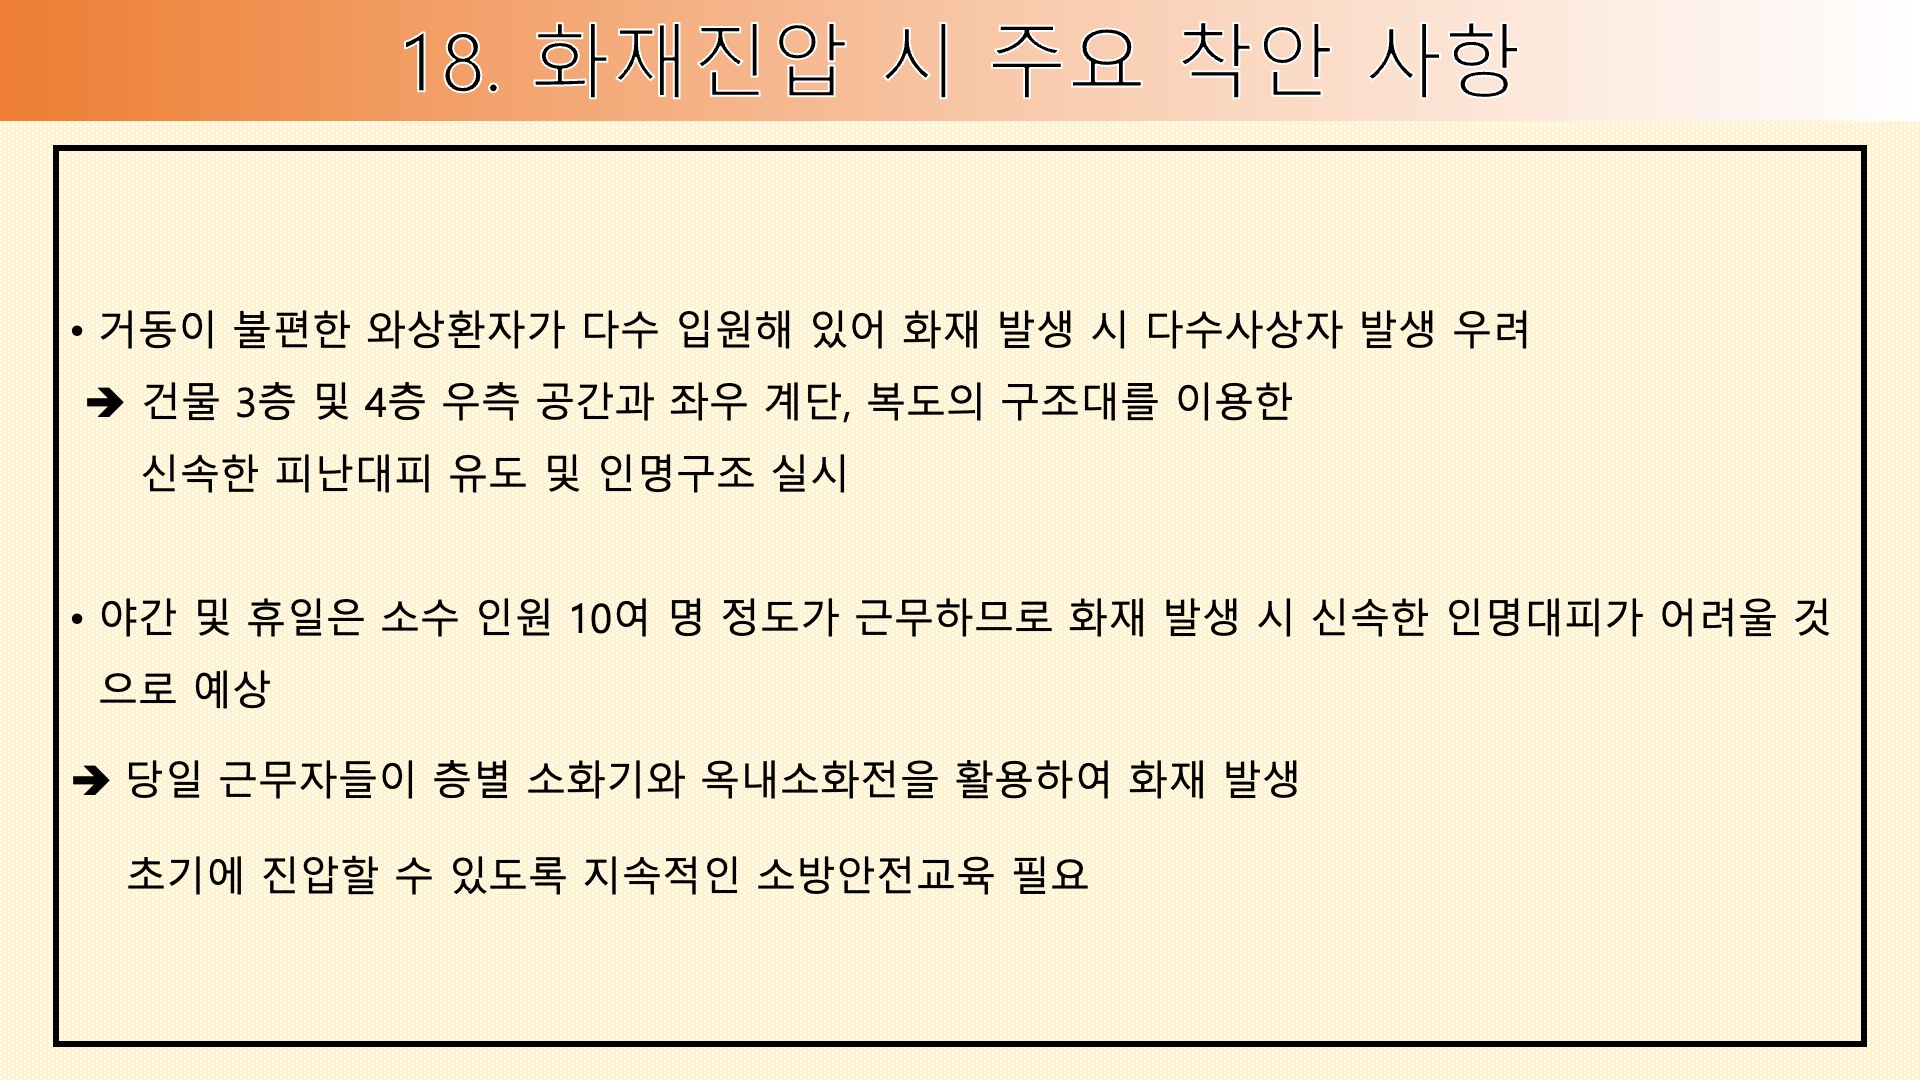 18. 화재진압 시 주요 착안 사항
• 거동이 불편한 와상환자가 다수 입원해 있어 화재 발생 시 다수사상자 발생 우려
➔ 건물 3층 및 4층 우측 공간과 좌우 계단, 복도의 구조대를 이용한
신속한 피난대피 유도 및 인명구조 실시
• 야간 및 휴일은 소수 인원 10여 명 정도가 근무하므로 화재 발생 시 신속한 인명대피가 어려울 것
으로 예상
➔ 당일 근무자들이 층별 소화기와 옥내소화전을 활용하여 화재 발생
초기에 진압할 수 있도록 지속적인 소방안전교육 필요